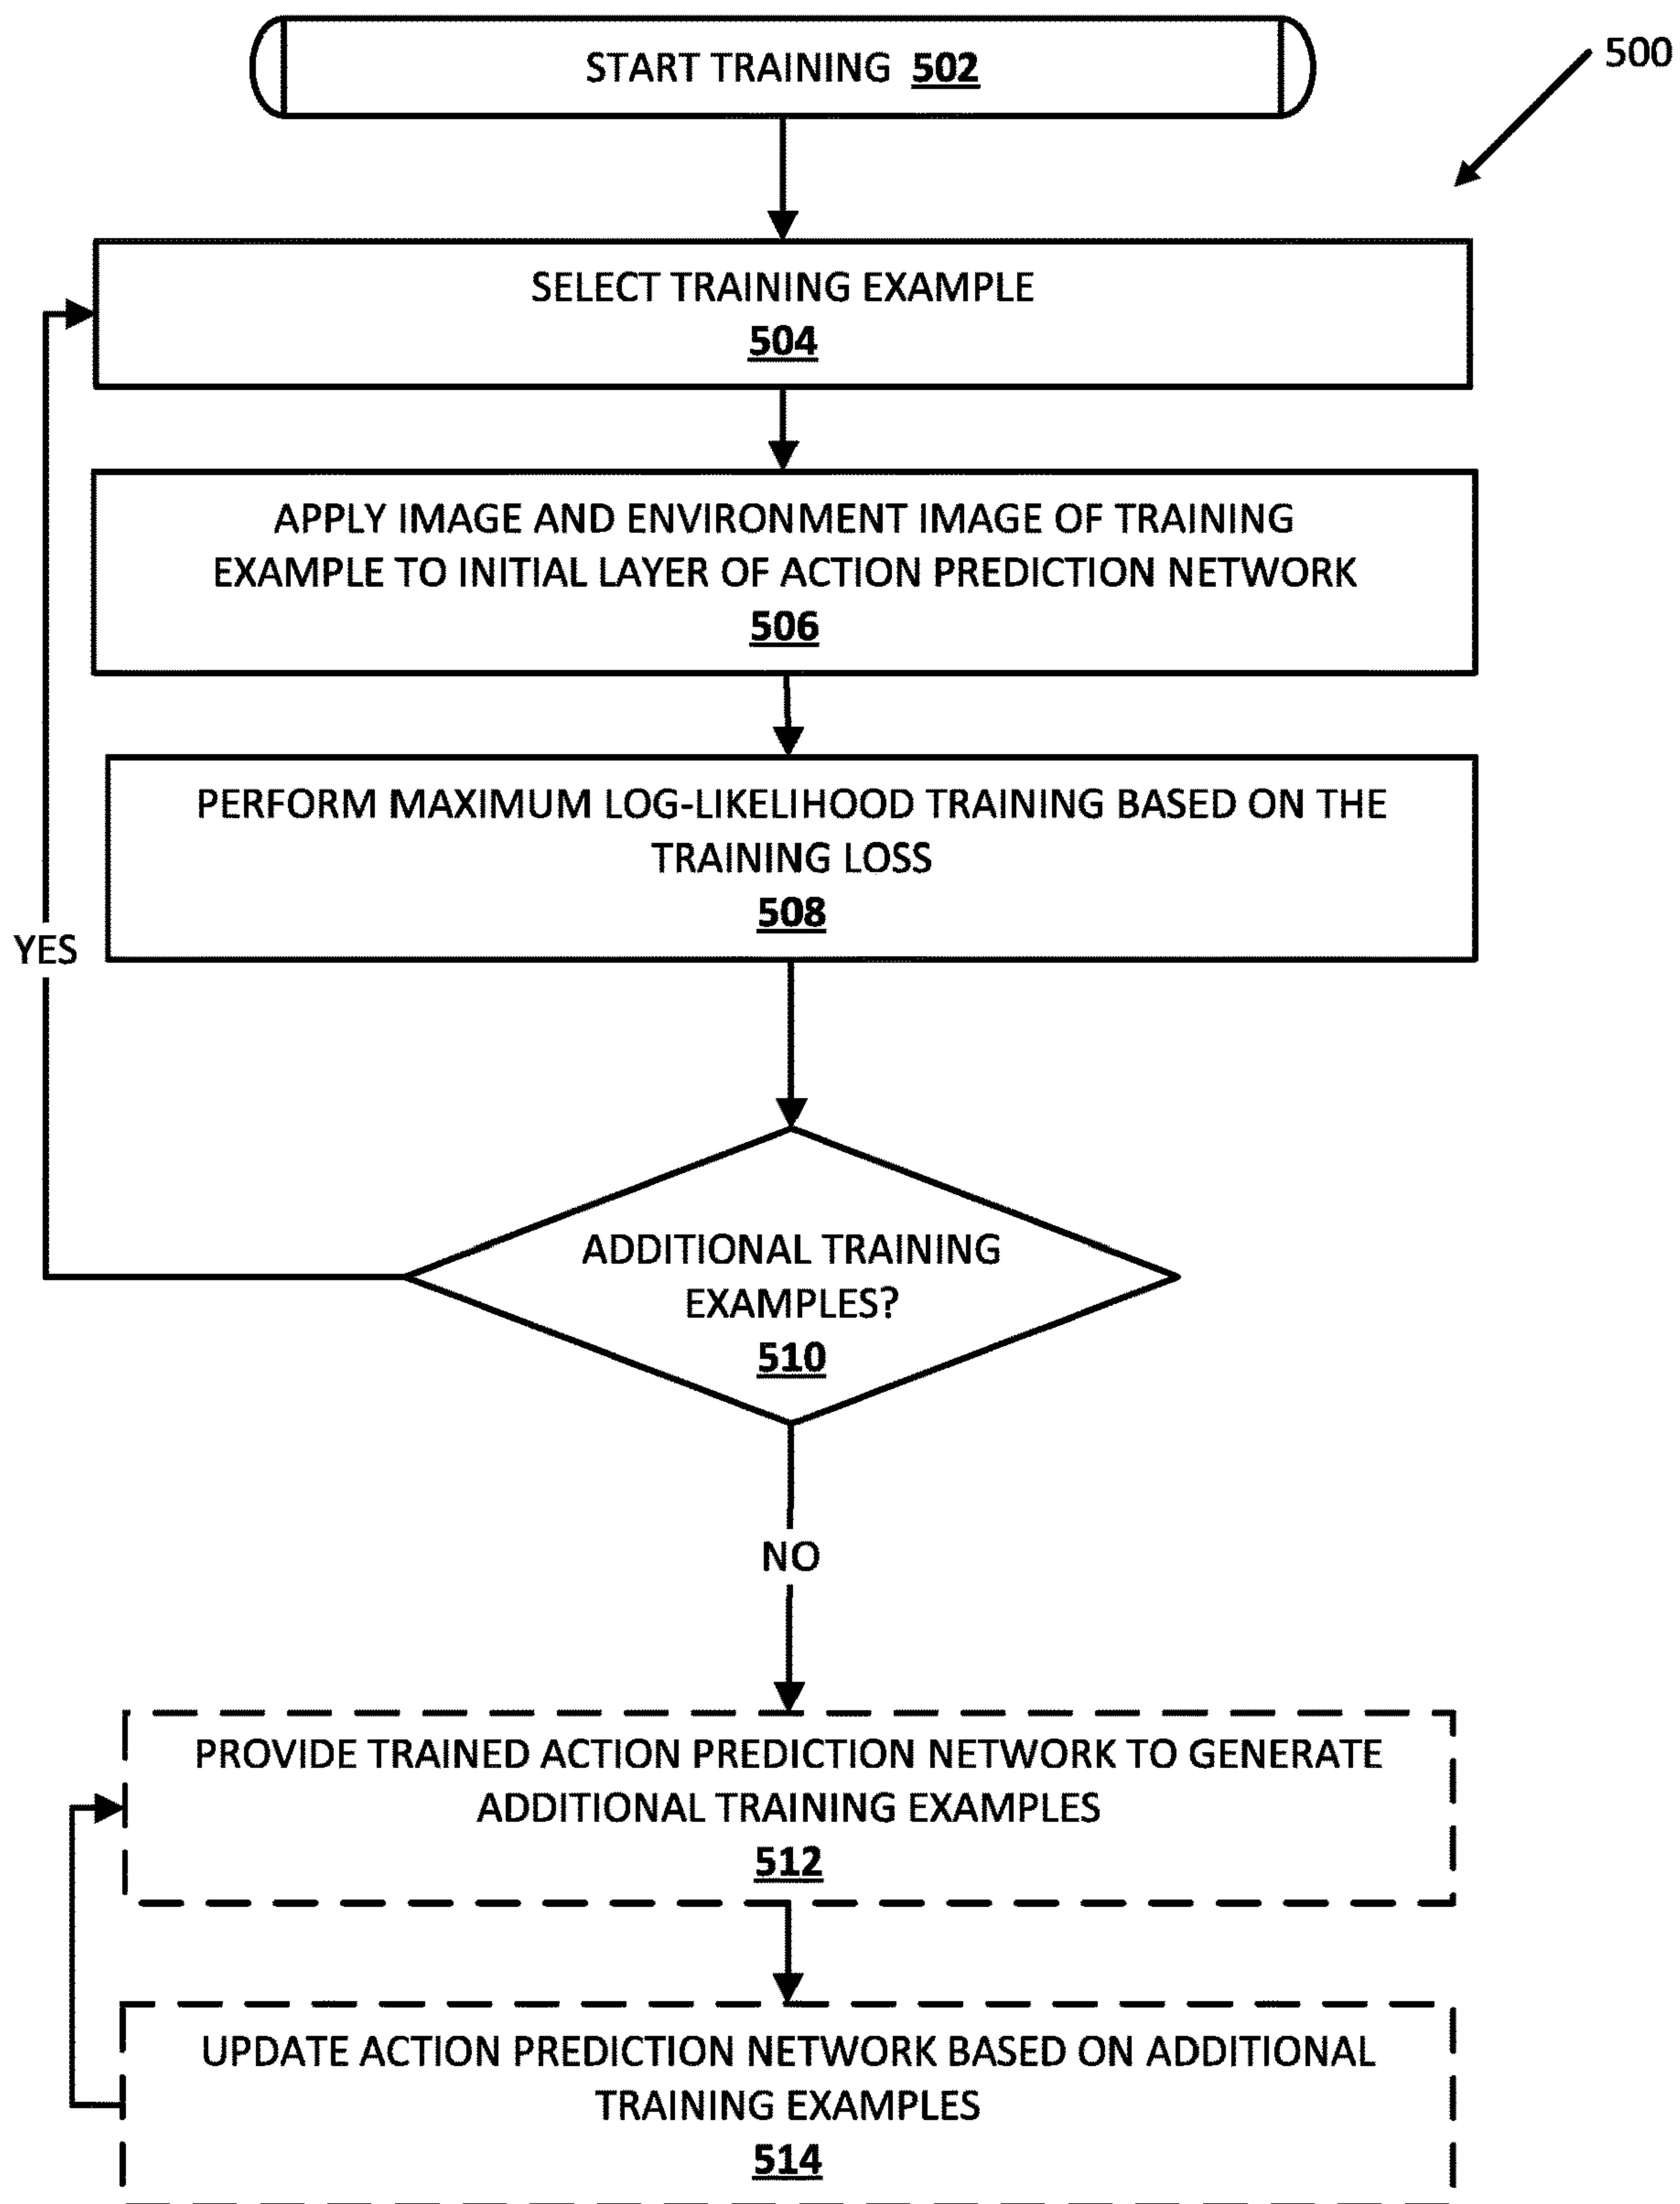 START TRAINING 502
500
SELECT TRAINING EXAMPLE
504
APPLY IMAGE AND ENVIRONMENT IMAGE OF TRAINING
EXAMPLE TO INITIAL LAYER OF ACTION PREDICTION NETWORK
506
PERFORM MAXIMUM LOG-LIKELIHOOD TRAINING BASED ON THE
TRAINING LOSS
508
YES
ADDITIONAL TRAINING
EXAMPLES?
510
NO
PROVIDE TRAINED ACTION PREDICTION NETWORK TO GENERATE
ADDITIONAL TRAINING EXAMPLES
512
UPDATE ACTION PREDICTION NETWORK BASED ON ADDITIONAL
TRAINING EXAMPLES
514